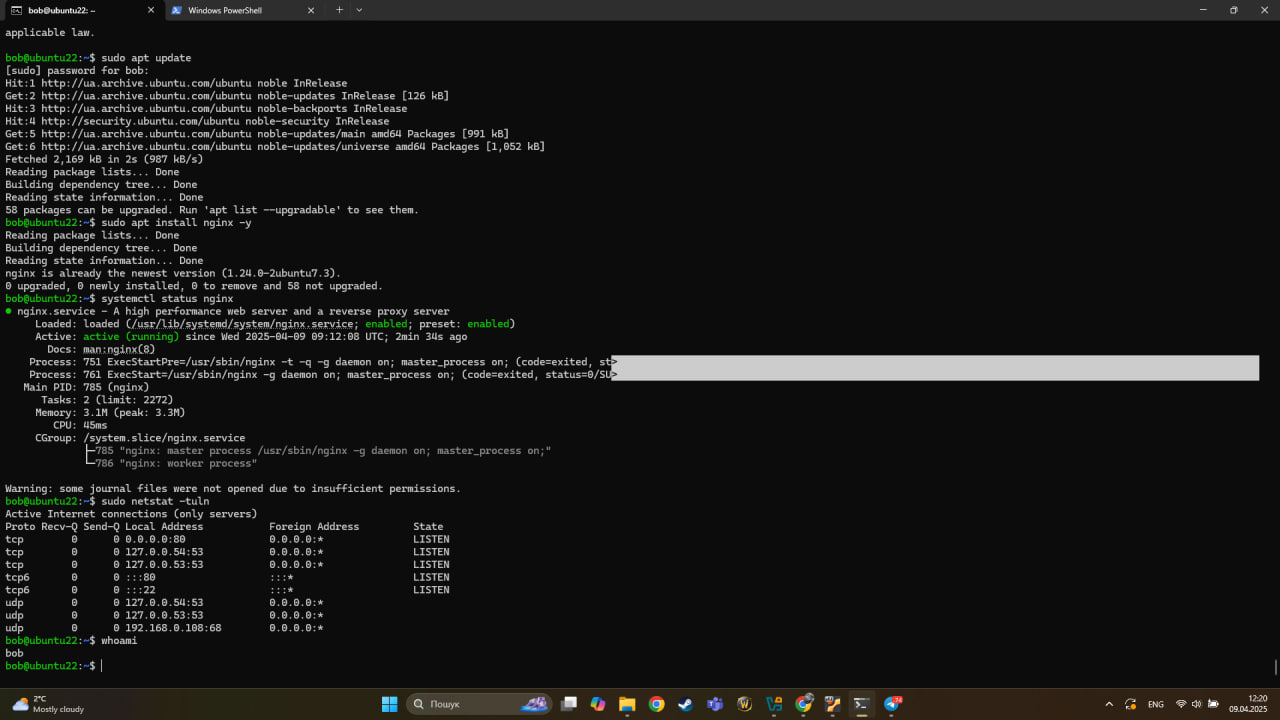 bob@ubuntu22: ~
Windows PowerShell
applicable law.
bob@ubuntu22:~$ sudo apt update
[sudo] password for bob:
Hit:1 http://ua.archive.ubuntu.com/ubuntu noble InRelease
Get:2 http://ua.archive.ubuntu.com/ubuntu noble-updates InRelease [126 kB]
Hit:3 http://ua.archive.ubuntu.com/ubuntu noble-backports InRelease
Hit:4 http://security.ubuntu.com/ubuntu noble-security InRelease
Get:5 http://ua.archive.ubuntu.com/ubuntu noble-updates/main amd64 Packages [991 kB]
Get:6 http://ua.archive.ubuntu.com/ubuntu noble-updates/universe amd64 Packages [1,052 kB]
Fetched 2,169 kB in 2s (987 kB/s)
Reading package lists... Done
Building dependency tree... Done
Reading state information... Done
58 packages can be upgraded. Run 'apt list --upgradable' to see them.
bob@ubuntu22:~$ sudo apt install nginx -y
Reading package lists... Done
Building dependency tree... Done
Reading state information... Done
nginx is already the newest version (1.24.0-2ubuntu7.3).
0 upgraded, 0 newly installed, 0 to remove and 58 not upgraded.
bob@ubuntu22:~$ systemctl status nginx
● nginx.service - A high performance web server and a reverse proxy server
Loaded: loaded (/usr/lib/systemd/system/nginx.service; enabled; preset: enabled)
Active: active (running) since Wed 2025-04-09 09:12:08 UTC; 2min 34s ago
Docs: man:nginx(8)
Process: 751 ExecStartPre=/usr/sbin/nginx -t -q -g daemon on; master_process on; (code=exited, st>
Process: 761 ExecStart=/usr/sbin/nginx -g daemon on; master_process on; (code=exited, status=0/SU>
Main PID: 785 (nginx)
Tasks: 2 (limit: 2272)
Memory: 3.1M (peak: 3.3M)
CPU: 45ms
CGroup: /system.slice/nginx.service
├─785 "nginx: master process /usr/sbin/nginx -g daemon on; master_process on;"
└─786 "nginx: worker process"
Warning: some journal files were not opened due to insufficient permissions.
bob@ubuntu22:~$ sudo netstat -tuln
Active Internet connections (only servers)
Proto Recv-Q Send-Q Local Address Foreign Address State
tcp 0 0 0.0.0.0:80 0.0.0.0:* LISTEN
tcp 0 0 127.0.0.54:53 0.0.0.0:* LISTEN
tcp 0 0 127.0.0.53:53 0.0.0.0:* LISTEN
tcp6 0 0 :::80 :::* LISTEN
tcp6 0 0 :::22 :::* LISTEN
udp 0 0 127.0.0.54:53 0.0.0.0:*
udp 0 0 127.0.0.53:53 0.0.0.0:*
udp 0 0 192.168.0.108:68 0.0.0.0:*
bob@ubuntu22:~$ whoami
bob
bob@ubuntu22:~$
2°C
Mostly cloudy
Пошук
ENG
12:20
09.04.2025